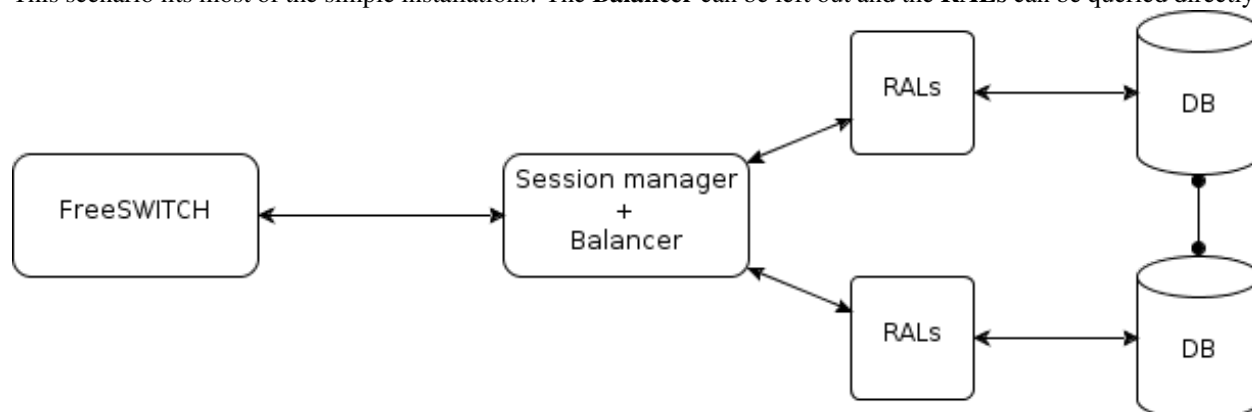 This scenario fits most of the simple installations. The Balancer can be left out and the RALs can be queried directly
RALs
DB
FreeSWITCH
Session manager
+
Balancer
RALs
DB